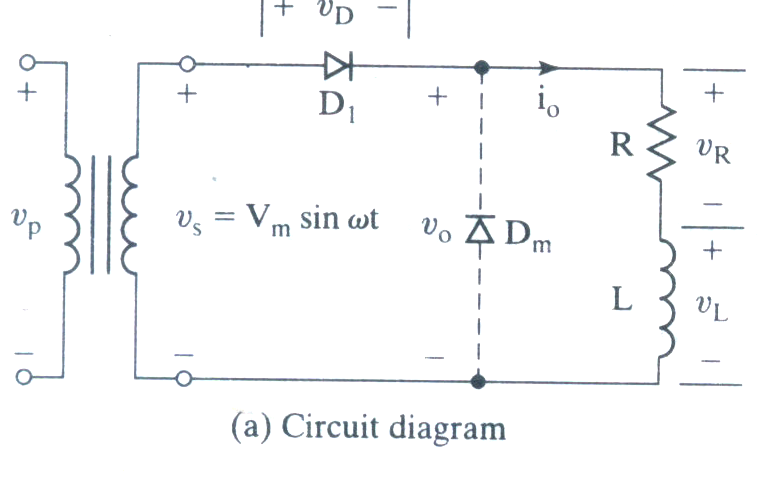 + v_D −
+ + D_1 + i_o +
R v_R
v_p v_s = V_m sin ωt v_o D_m −
+
L v_L
− − − −
(a) Circuit diagram